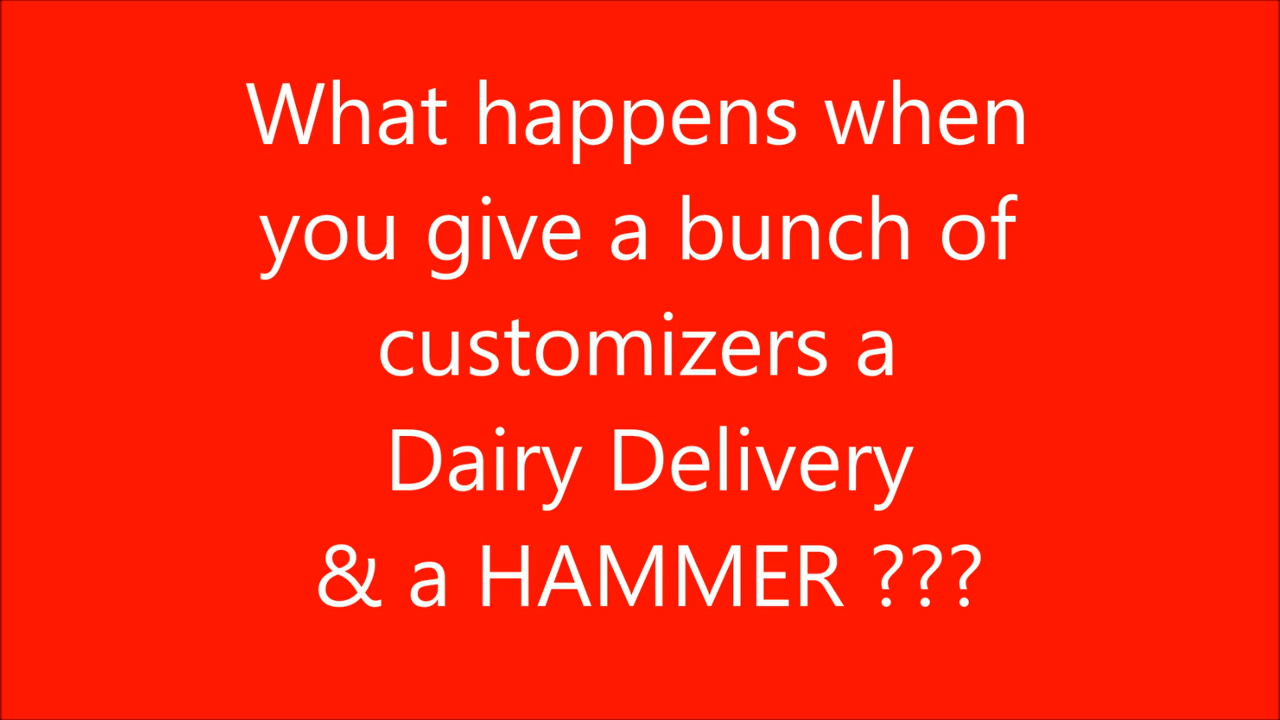 What happens when
you give a bunch of
customizers a
Dairy Delivery
& a HAMMER ???